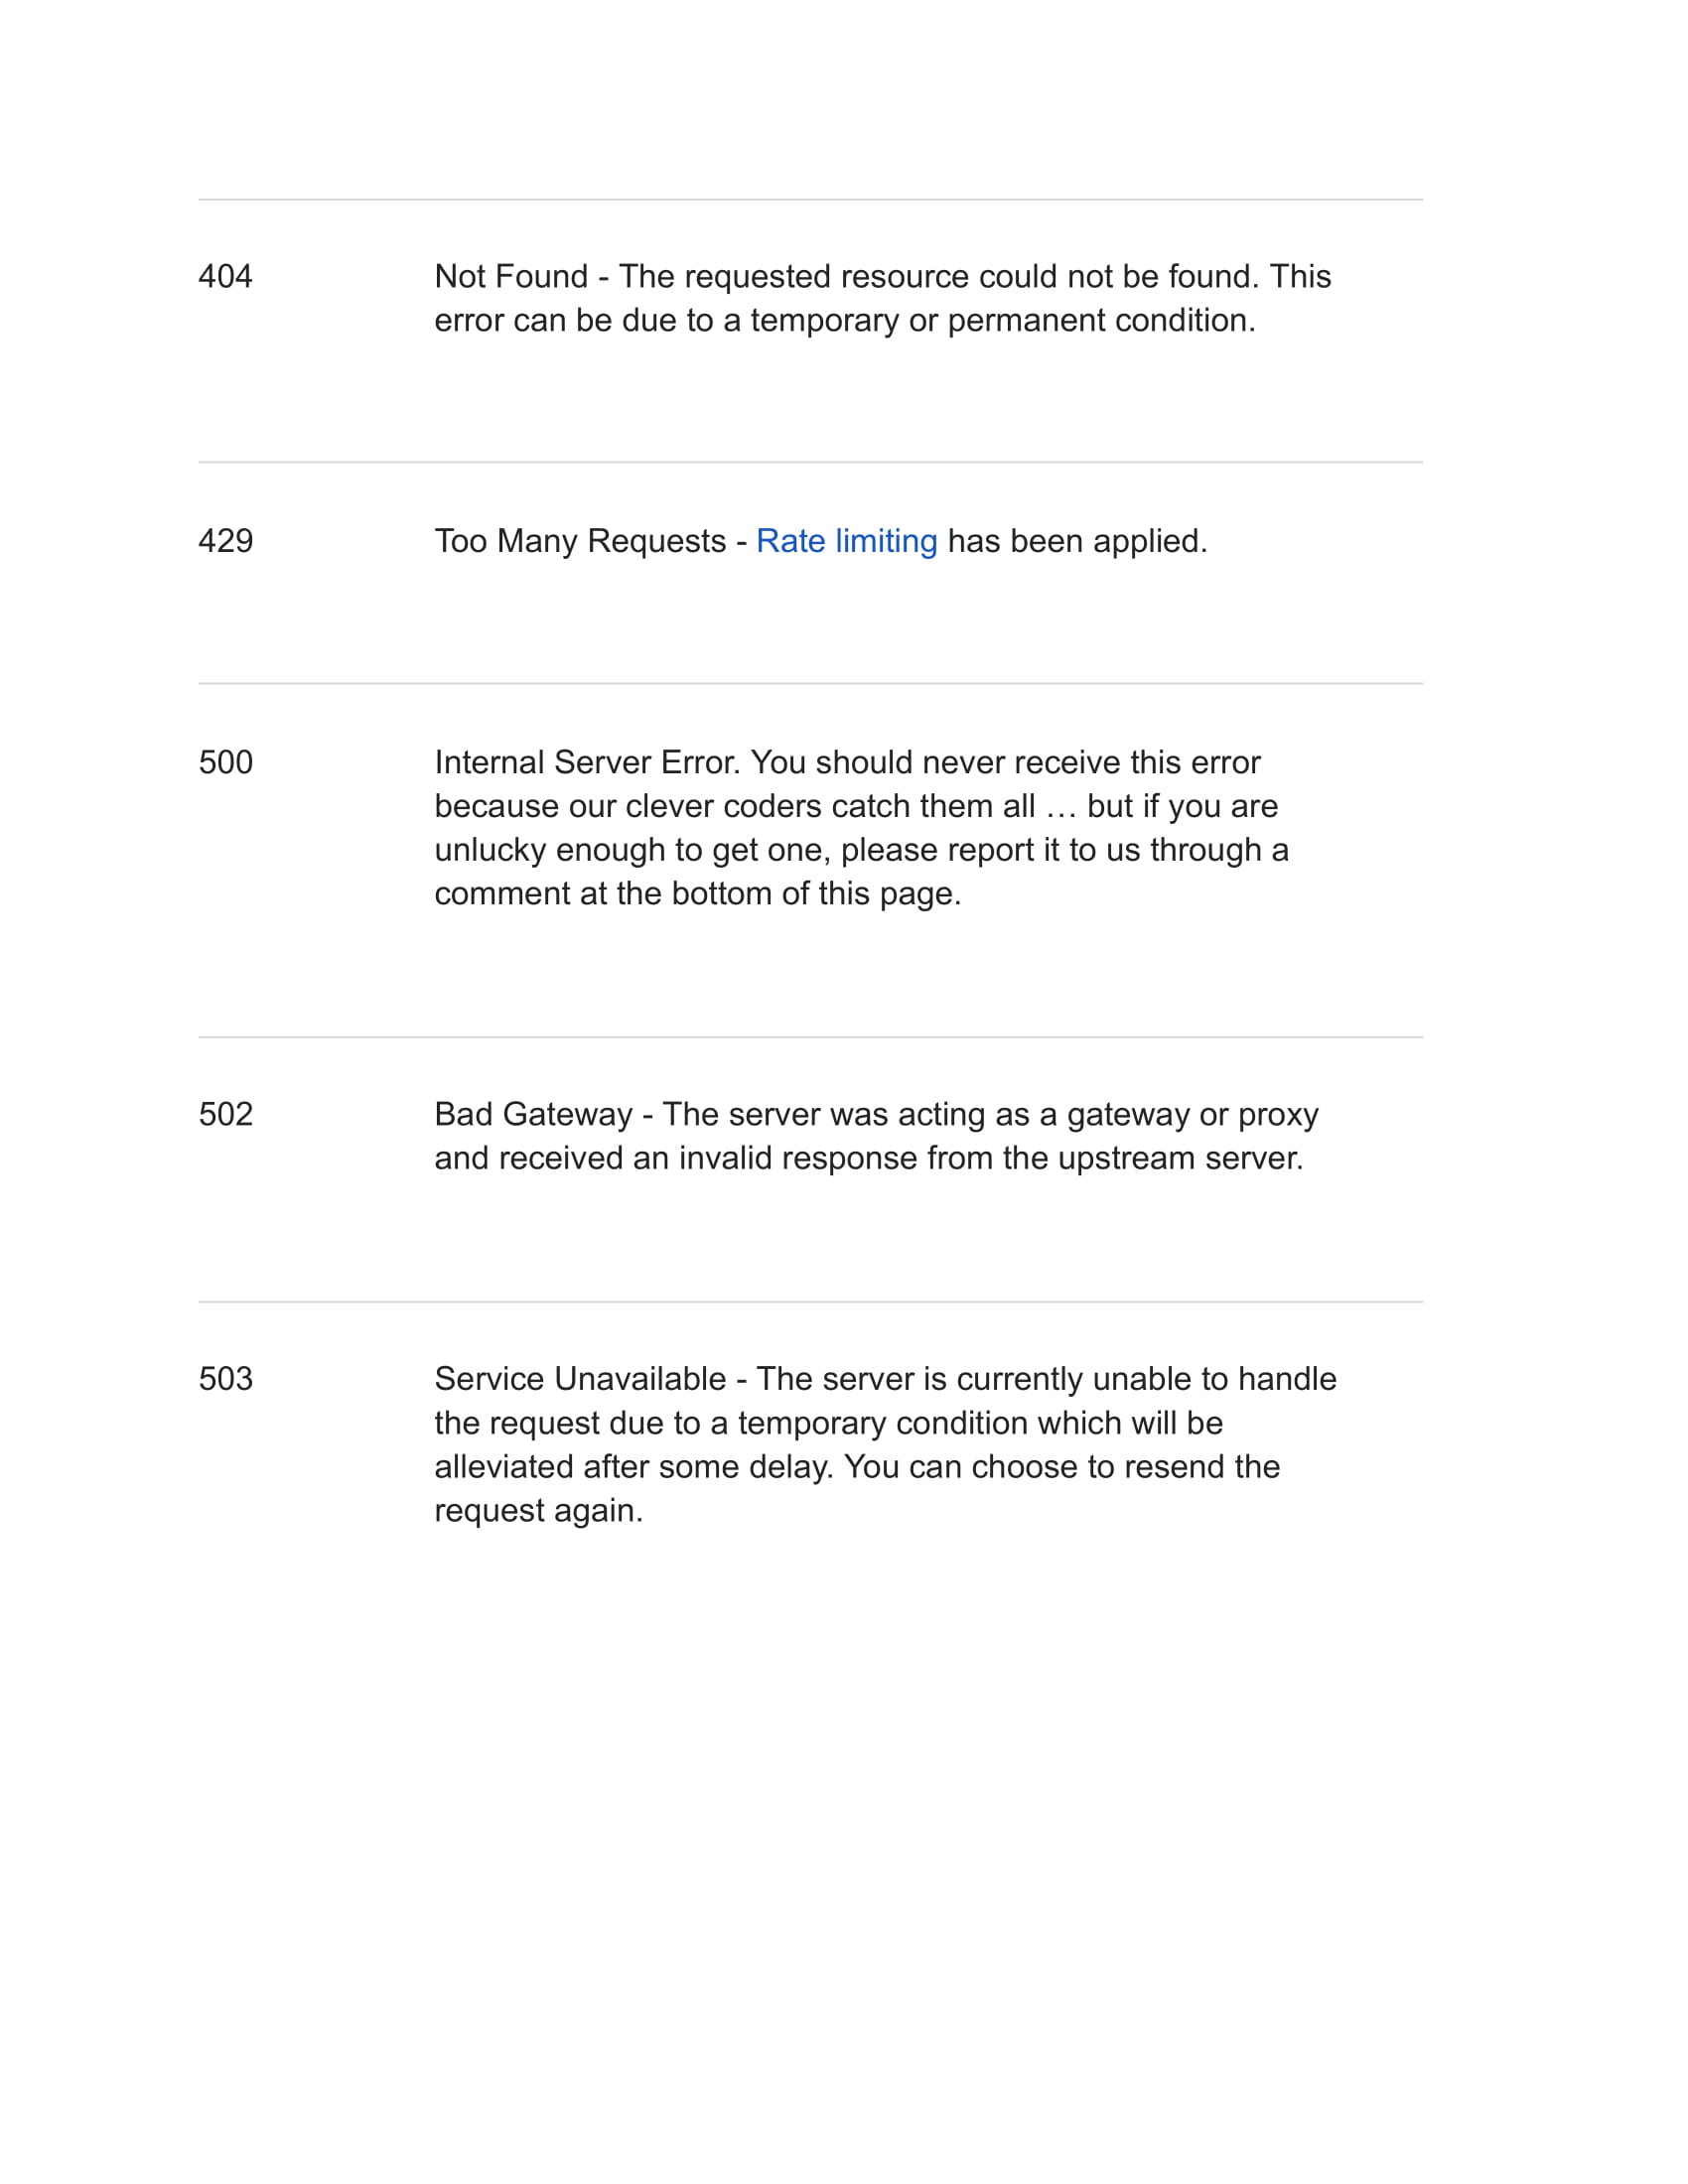 404 Not Found - The requested resource could not be found. This
error can be due to a temporary or permanent condition.
429 Too Many Requests - Rate limiting has been applied.
500 Internal Server Error. You should never receive this error
because our clever coders catch them all … but if you are
unlucky enough to get one, please report it to us through a
comment at the bottom of this page.
502 Bad Gateway - The server was acting as a gateway or proxy
and received an invalid response from the upstream server.
503 Service Unavailable - The server is currently unable to handle
the request due to a temporary condition which will be
alleviated after some delay. You can choose to resend the
request again.